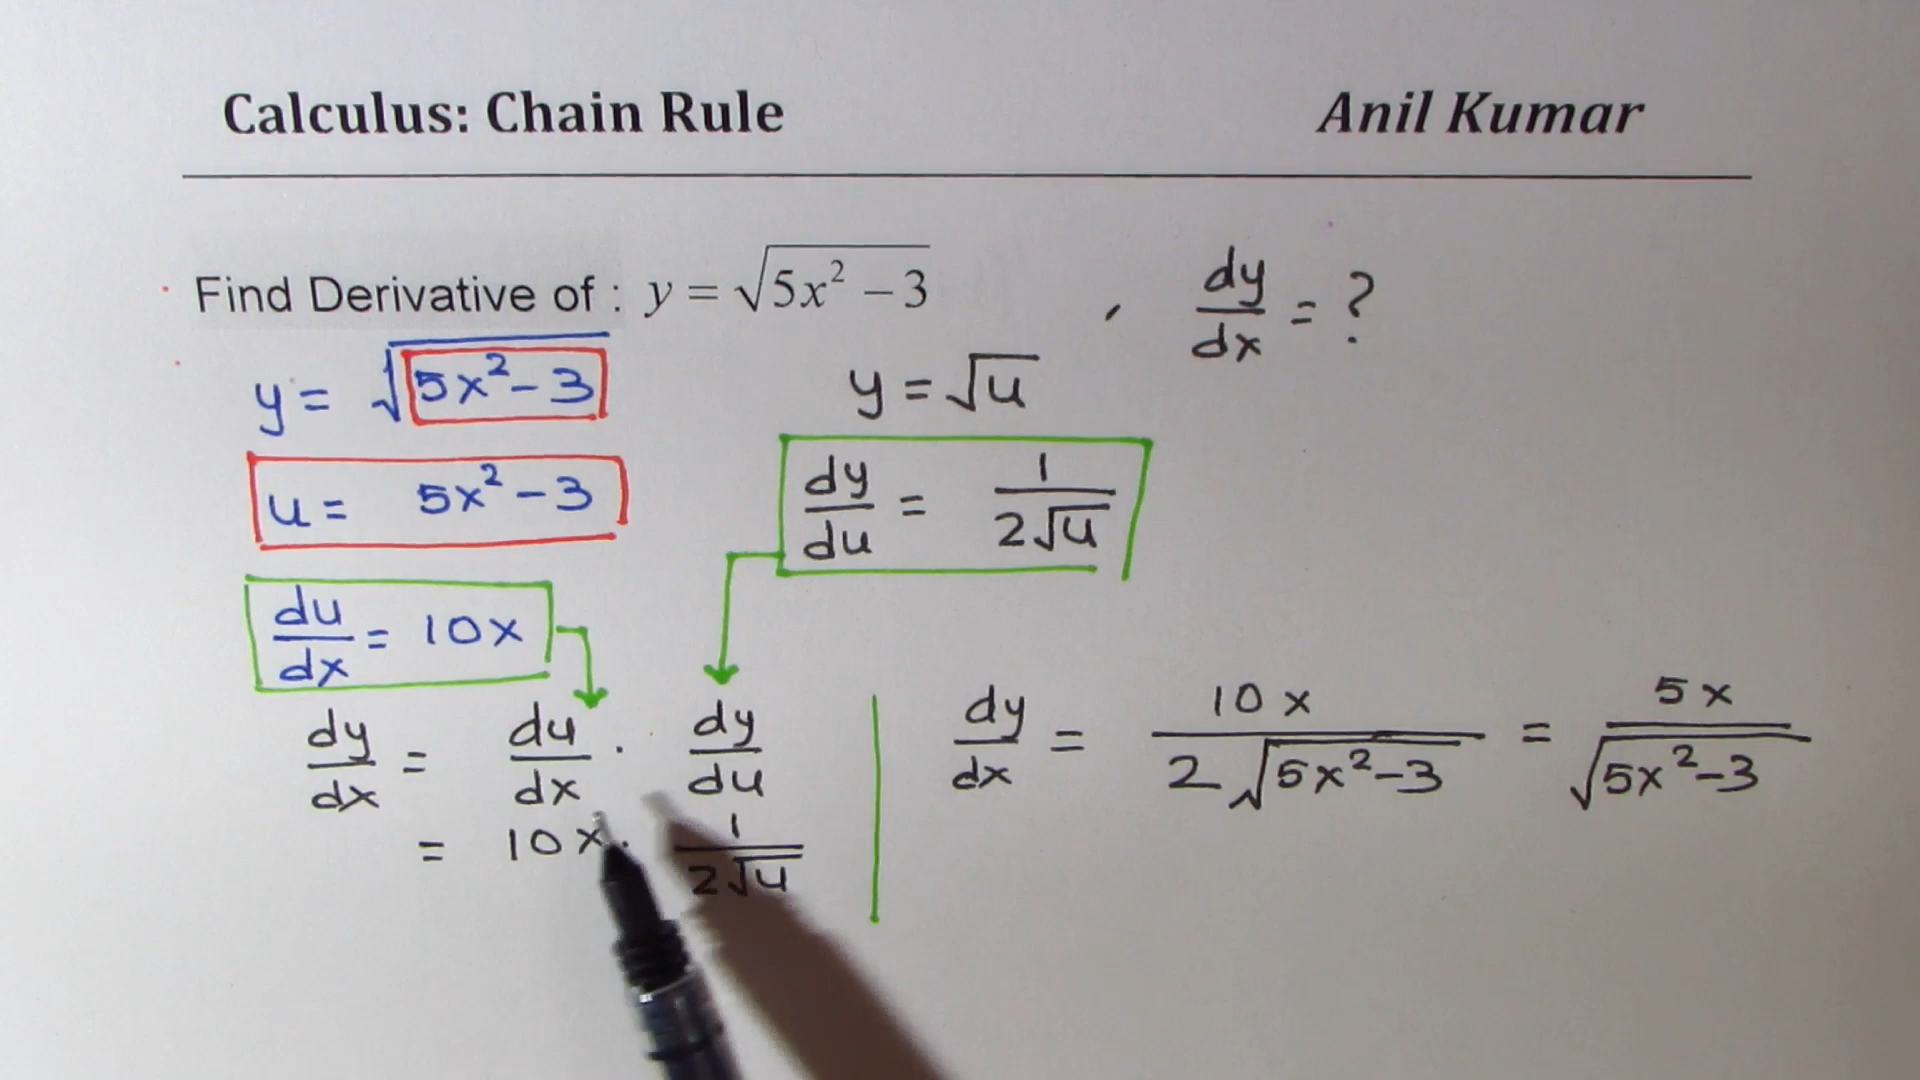 Calculus: Chain Rule
Anil Kumar
Find Derivative of : y = √(5x² − 3) , dy/dx = ?
y = √(5x² − 3)
y = √u
u = 5x² − 3
dy/du = 1/(2√u)
du/dx = 10x
dy/dx = du/dx · dy/du
= 10x · 1/(2√u)
dy/dx = 10x/(2√(5x² − 3)) = 5x/√(5x² − 3)